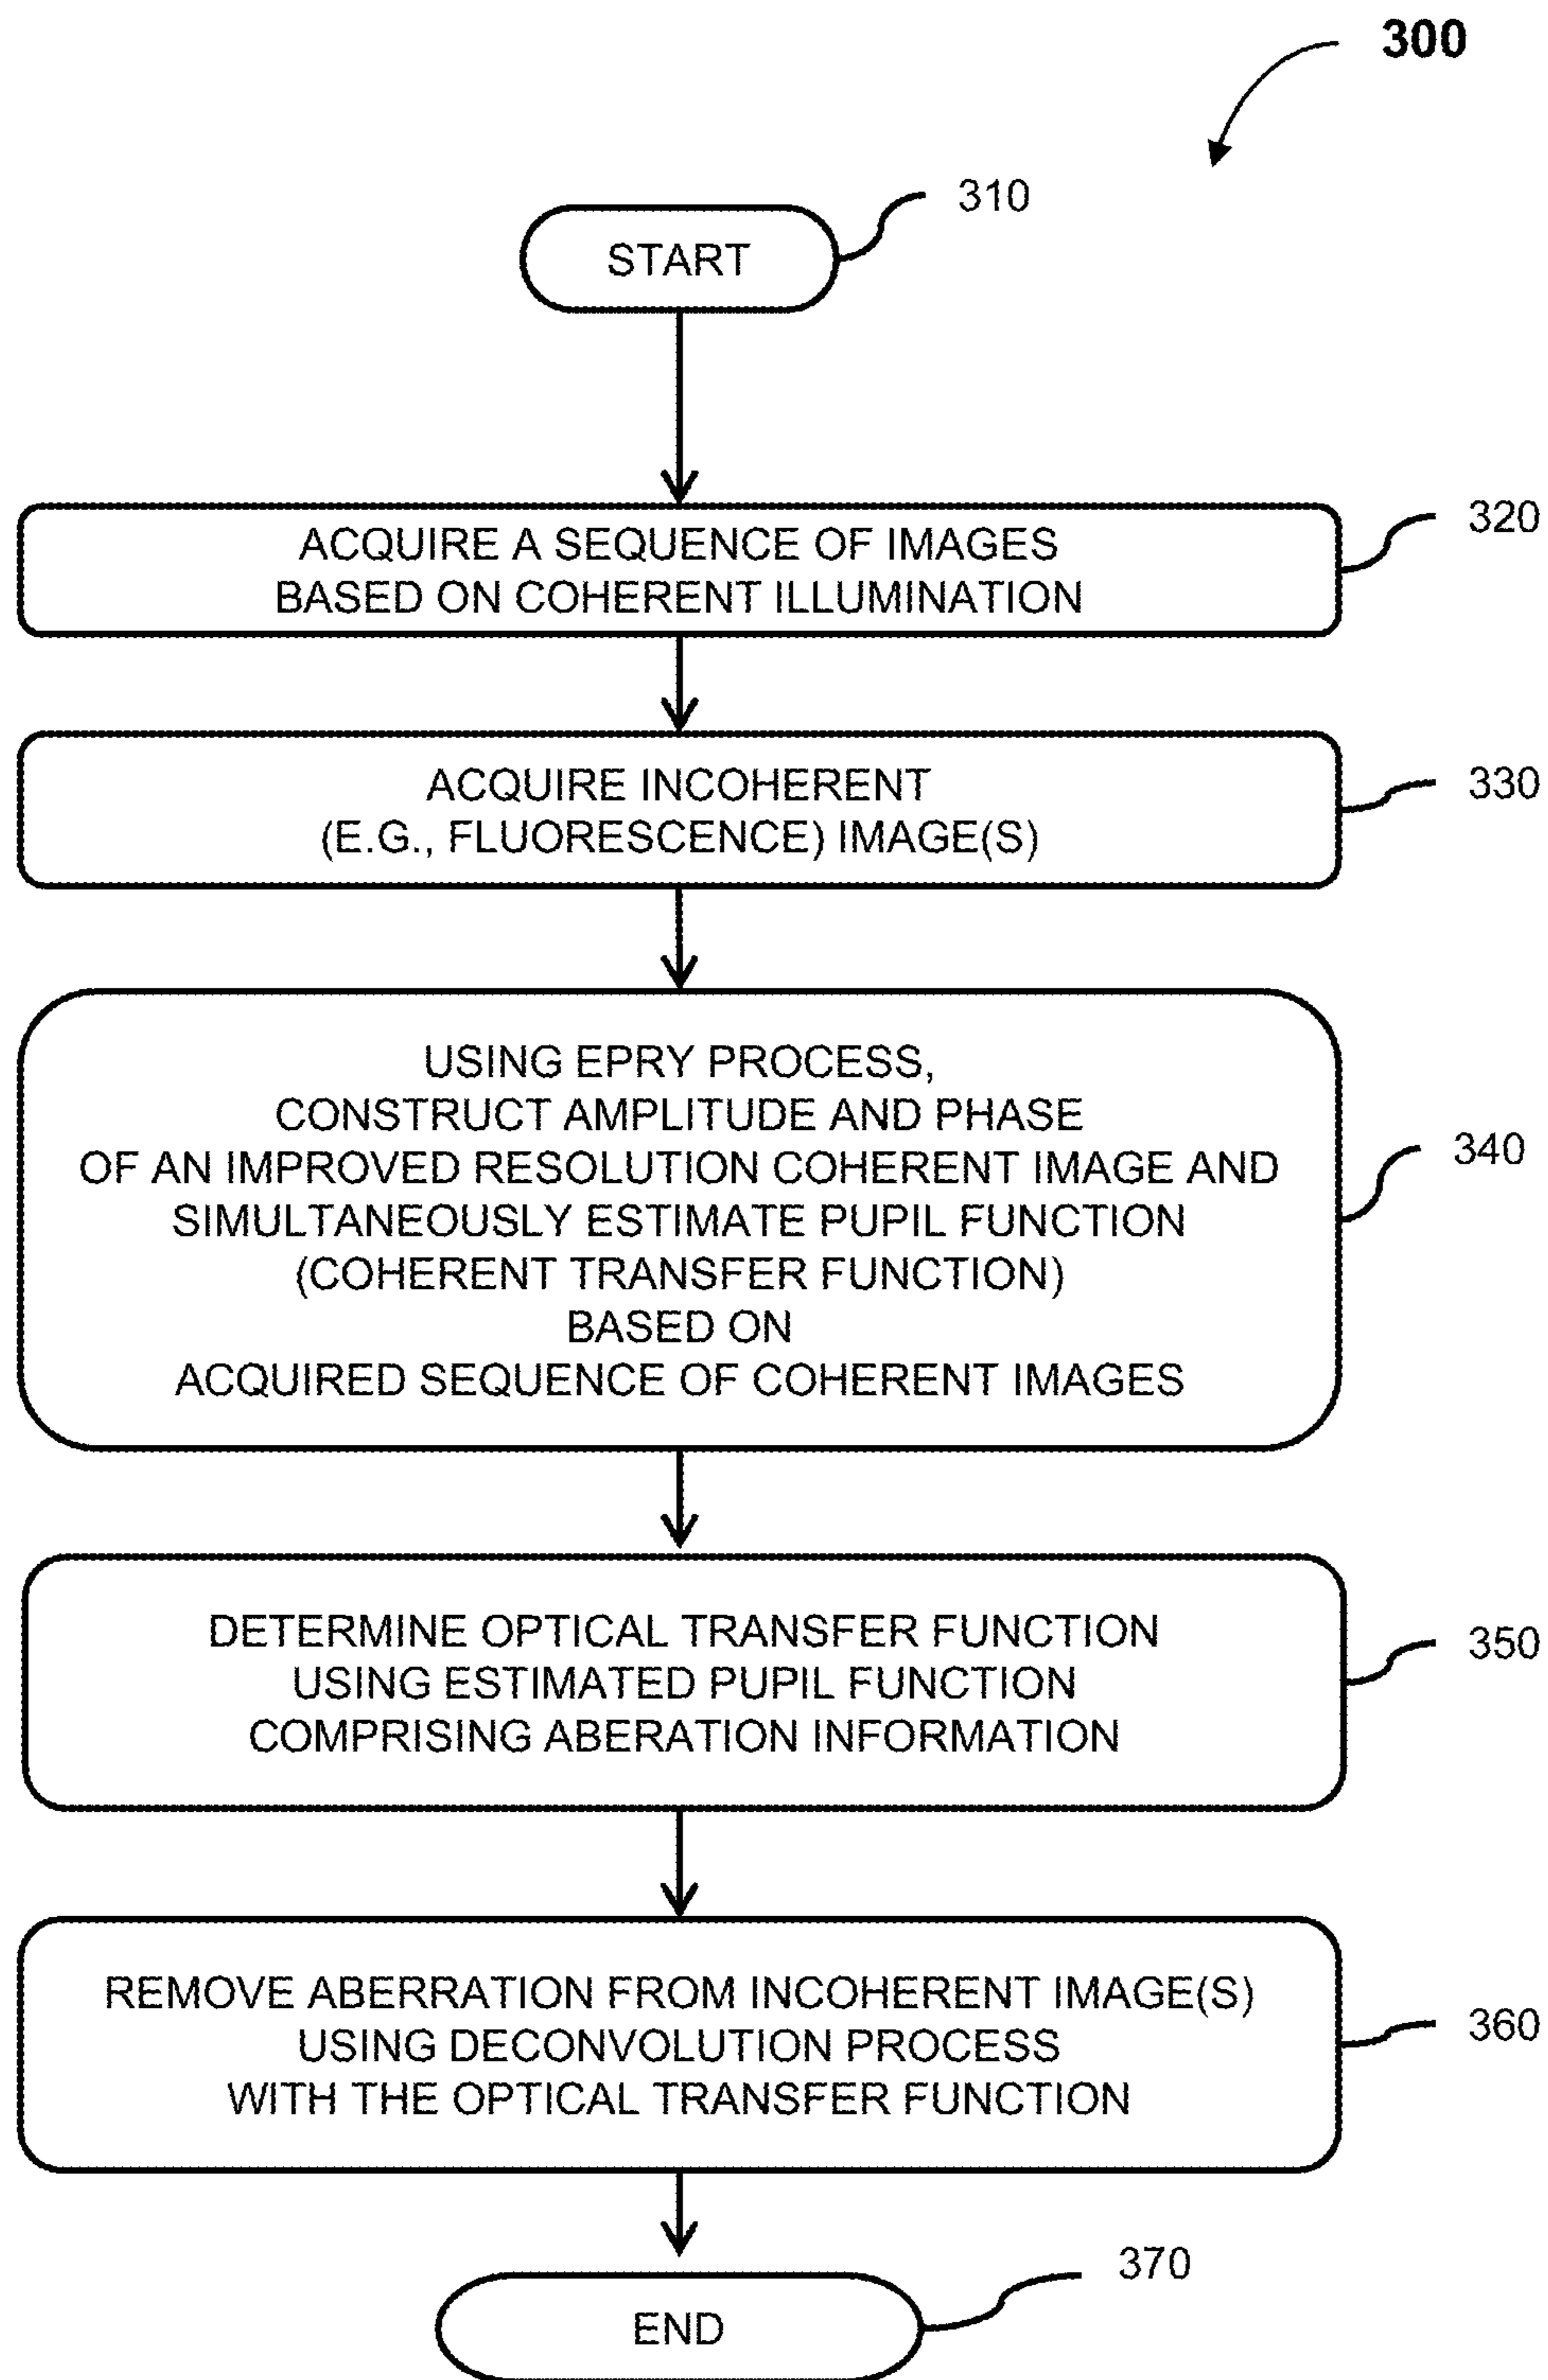 300
310
START
320
ACQUIRE A SEQUENCE OF IMAGES
BASED ON COHERENT ILLUMINATION
330
ACQUIRE INCOHERENT
(E.G., FLUORESCENCE) IMAGE(S)
340
USING EPRY PROCESS,
CONSTRUCT AMPLITUDE AND PHASE
OF AN IMPROVED RESOLUTION COHERENT IMAGE AND
SIMULTANEOUSLY ESTIMATE PUPIL FUNCTION
(COHERENT TRANSFER FUNCTION)
BASED ON
ACQUIRED SEQUENCE OF COHERENT IMAGES
350
DETERMINE OPTICAL TRANSFER FUNCTION
USING ESTIMATED PUPIL FUNCTION
COMPRISING ABERATION INFORMATION
360
REMOVE ABERRATION FROM INCOHERENT IMAGE(S)
USING DECONVOLUTION PROCESS
WITH THE OPTICAL TRANSFER FUNCTION
370
END